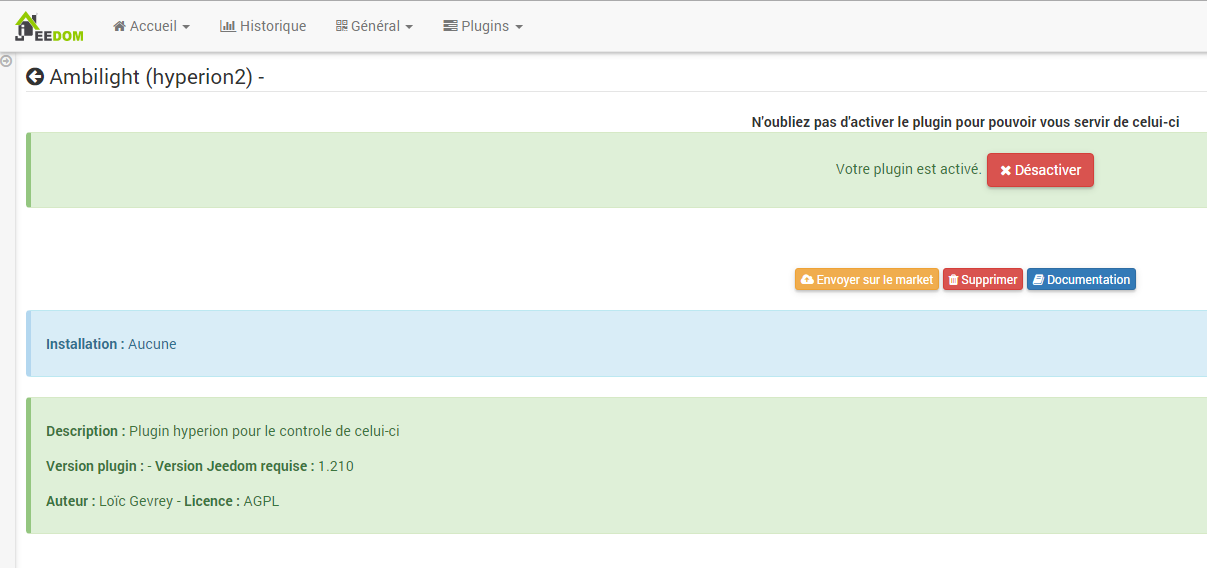 JEEDOM Accueil Historique Général Plugins
Ambilight (hyperion2) -
N'oubliez pas d'activer le plugin pour pouvoir vous servir de celui-ci
Votre plugin est activé. Désactiver
Envoyer sur le market Supprimer Documentation
Installation : Aucune
Description : Plugin hyperion pour le controle de celui-ci
Version plugin : - Version Jeedom requise : 1.210
Auteur : Loïc Gevrey - Licence : AGPL